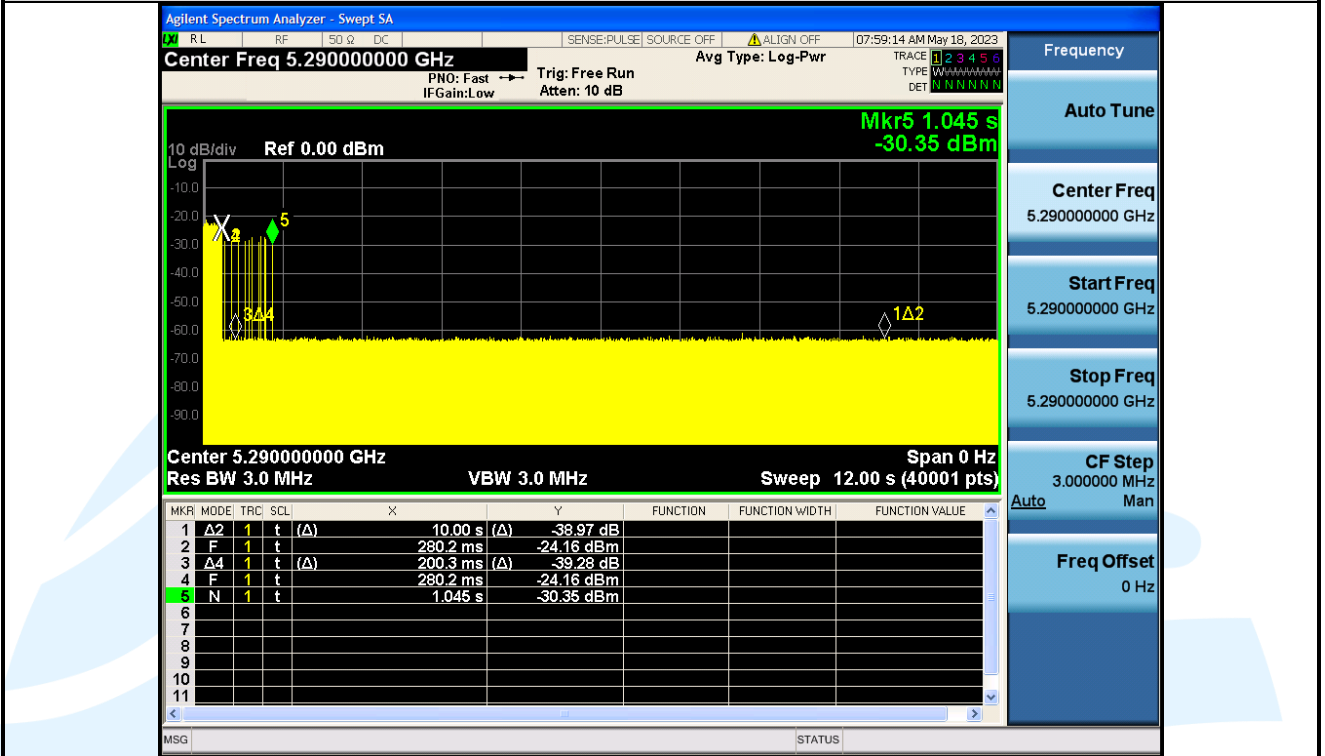 Agilent Spectrum Analyzer - Swept SA
LXI RL RF 50 Ω DC SENSE:PULSE SOURCE OFF ALIGN OFF 07:59:14 AM May 18, 2023
Center Freq 5.290000000 GHz
PNO: Fast
IFGain:Low
Trig: Free Run
Atten: 10 dB
Avg Type: Log-Pwr
TRACE 1 2 3 4 5 6
TYPE WWWWWW
DET N N N N N N
Mkr5 1.045 s
-30.35 dBm
10 dB/div Ref 0.00 dBm
Log
-10.0
-20.0
-30.0
-40.0
-50.0
-60.0
-70.0
-80.0
-90.0
5
3Δ4
1Δ2
Center 5.290000000 GHz Span 0 Hz
Res BW 3.0 MHz VBW 3.0 MHz Sweep 12.00 s (40001 pts)
MKR MODE TRC SCL X Y FUNCTION FUNCTION WIDTH FUNCTION VALUE
1 Δ2 1 t (Δ) 10.00 s (Δ) -38.97 dB
2 F 1 t 280.2 ms -24.16 dBm
3 Δ4 1 t (Δ) 200.3 ms (Δ) -39.28 dB
4 F 1 t 280.2 ms -24.16 dBm
5 N 1 t 1.045 s -30.35 dBm
6
7
8
9
10
11
MSG STATUS
Frequency
Auto Tune
Center Freq
5.290000000 GHz
Start Freq
5.290000000 GHz
Stop Freq
5.290000000 GHz
CF Step
3.000000 MHz
Auto Man
Freq Offset
0 Hz